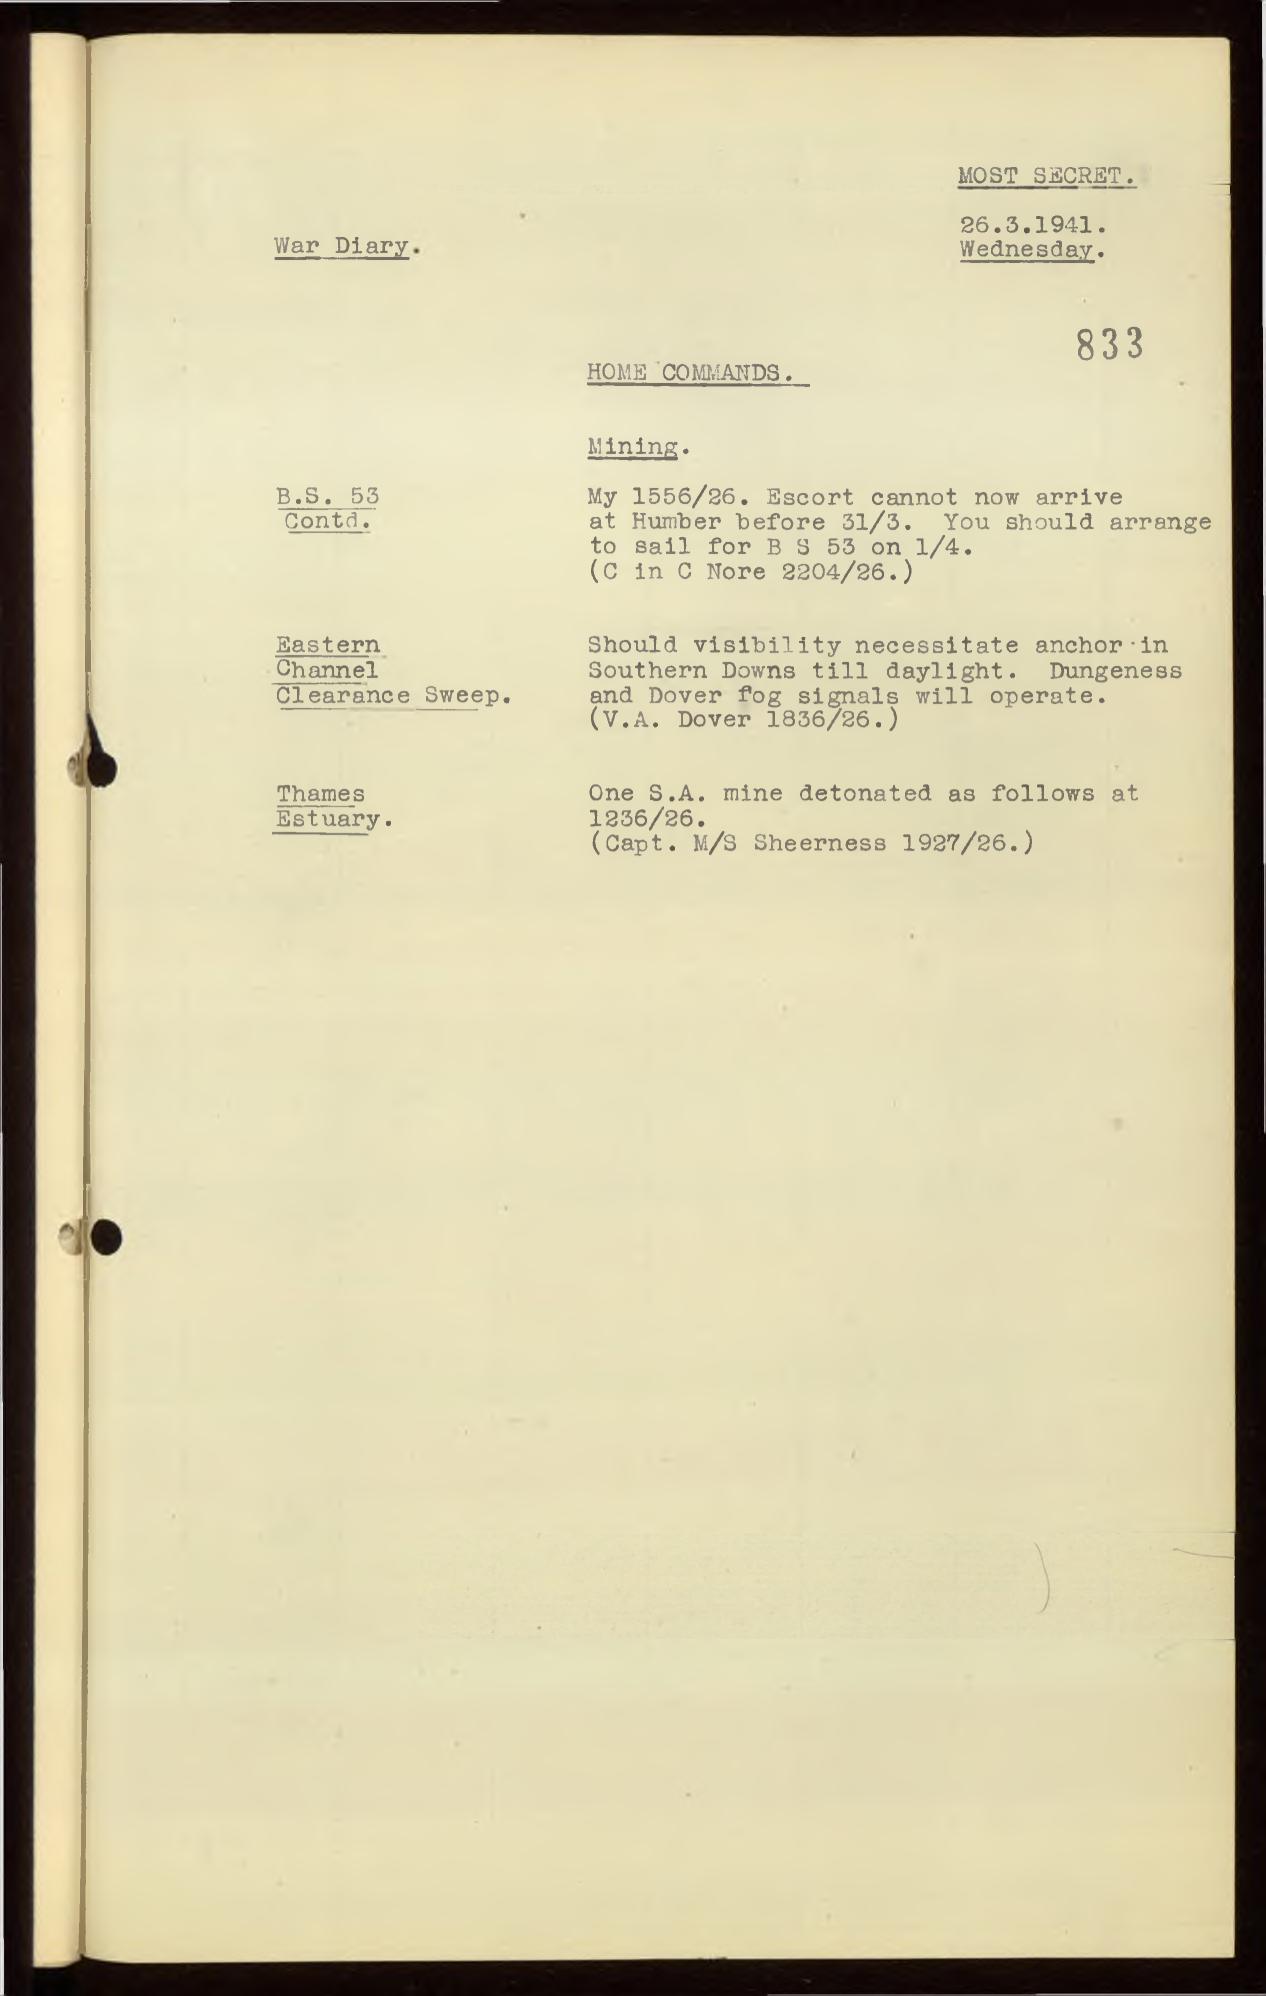 MOST SECRET.
26.3.1941.
War Diary.
Wednesday.
833
HOME COMMANDS.
Mining.
B.S. 53
Contd.
My 1556/26. Escort cannot now arrive
at Humber before 31/3. You should arrange
to sail for B S 53 on 1/4.
(C in C Nore 2204/26.)
Eastern
Channel
Clearance Sweep.
Should visibility necessitate anchor in
Southern Downs till daylight. Dungeness
and Dover fog signals will operate.
(V.A. Dover 1836/26.)
Thames
Estuary.
One S.A. mine detonated as follows at
1236/26.
(Capt. M/S Sheerness 1927/26.)